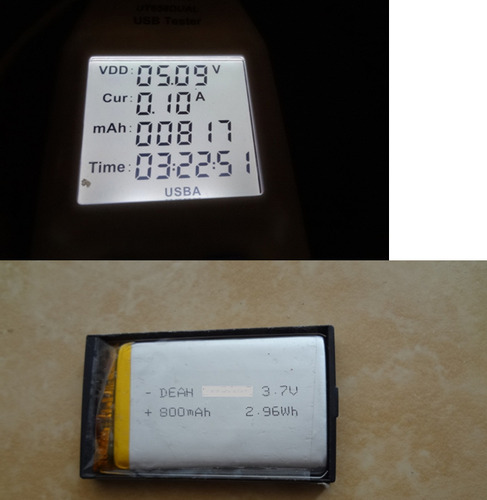 USB Tester
VDD: 05.09 V
Cur: 0.10 A
mAh: 00817
Time: 03:22:51
USBA
- DEAH 3.7V
+ 800mAh 2.96Wh